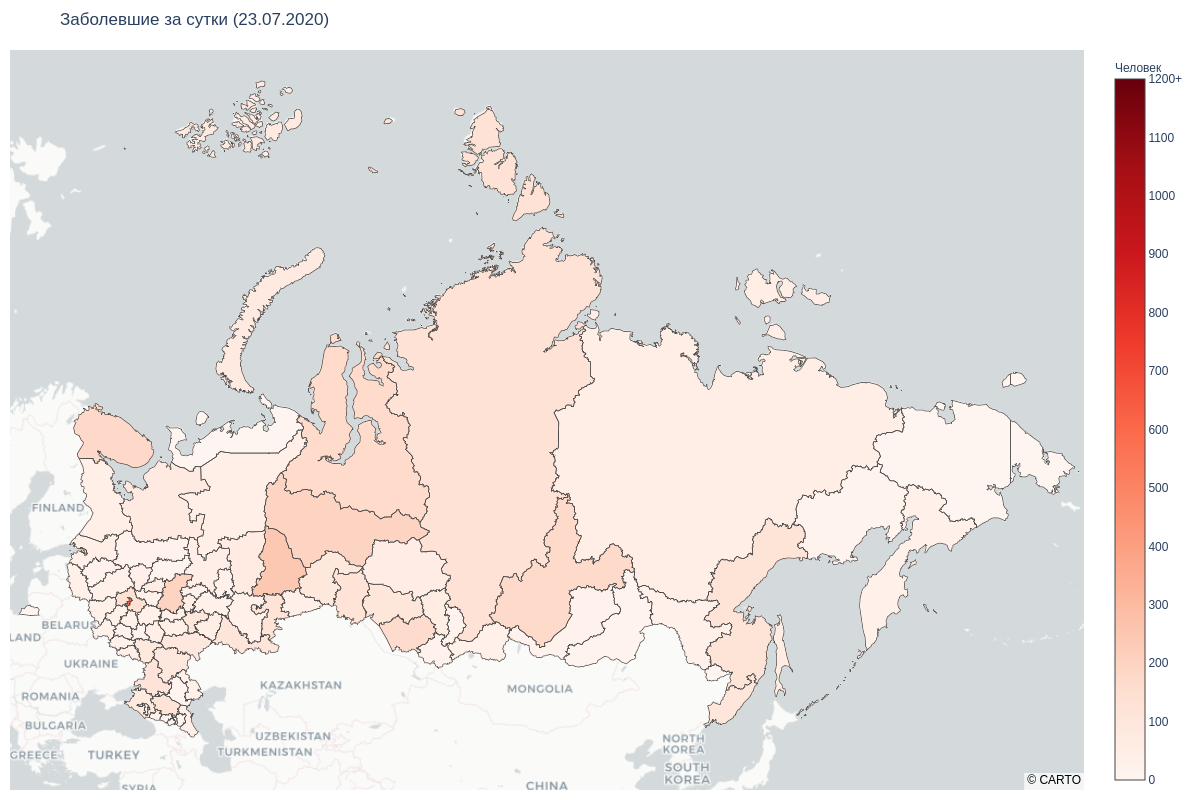 Заболевшие за сутки (23.07.2020)
Человек
1200+
1100
1000
900
800
700
600
500
400
300
200
100
0
FINLAND
BELARUS
LAND
UKRAINE
ROMANIA
BULGARIA
GREECE
TURKEY
SYRIA
KAZAKHSTAN
UZBEKISTAN
TURKMENISTAN
MONGOLIA
CHINA
NORTH
KOREA
SOUTH
KOREA
© CARTO